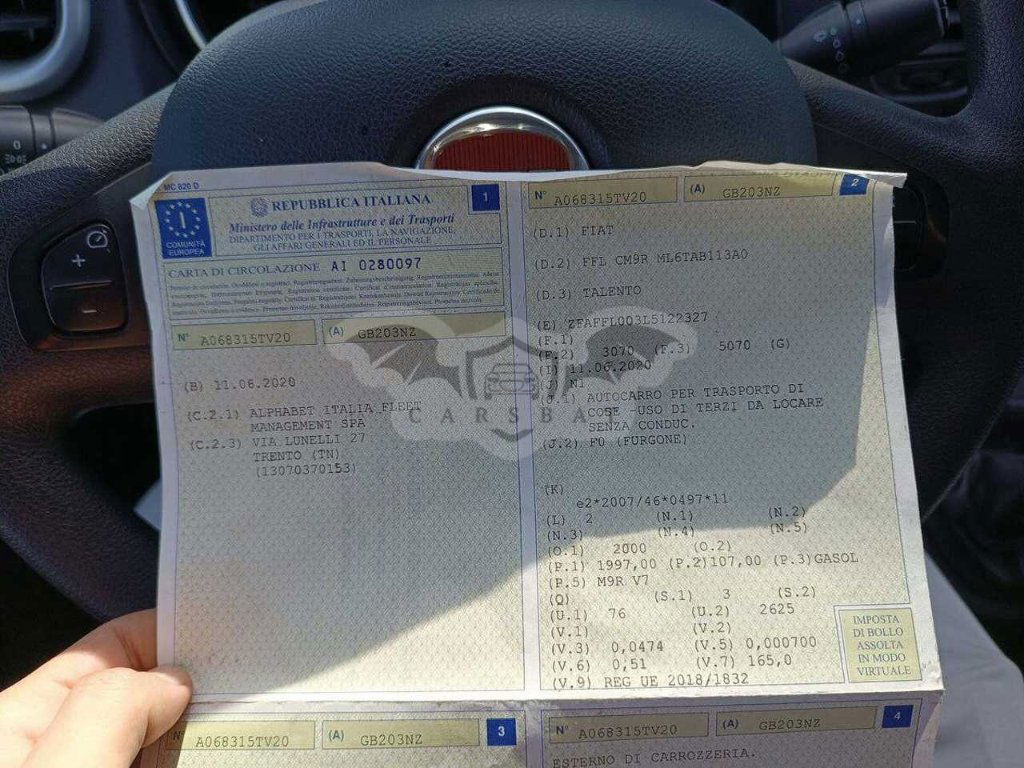 MC 820 D
REPUBBLICA ITALIANA
1
I
COMUNITÀ
EUROPEA
Ministero delle Infrastrutture e dei Trasporti
DIPARTIMENTO PER I TRASPORTI, LA NAVIGAZIONE,
GLI AFFARI GENERALI ED IL PERSONALE
CARTA DI CIRCOLAZIONE AI 0280097
N° A068315TV20 (A) GB203NZ
(B) 11.06.2020
(C.2.1) ALPHABET ITALIA FLEET
MANAGEMENT SPA
(C.2.3) VIA LUNELLI 27
TRENTO (TN)
(13070370153)
N° A068315TV20 (A) GB203NZ 2
(D.1) FIAT
(D.2) FFL CM9R ML6TAB113A0
(D.3) TALENTO
(E) ZFAFFL003L5122327
(F.1)
(F.2) 3070 (F.3) 5070 (G)
(I) 11.06.2020
(J) N1
(J.1) AUTOCARRO PER TRASPORTO DI
COSE -USO DI TERZI DA LOCARE
SENZA CONDUC.
(J.2) F0 (FURGONE)
(K)
e2*2007/46*0497*11
(L) 2 (N.1) (N.2)
(N.3) (N.4) (N.5)
(O.1) 2000 (O.2)
(P.1) 1997,00 (P.2)107,00 (P.3)GASOL
(P.5) M9R V7
(Q) (S.1) 3 (S.2)
(U.1) 76 (U.2) 2625
(V.1) (V.2)
(V.3) 0,0474 (V.5) 0,000700
(V.6) 0,51 (V.7) 165,0
(V.9) REG UE 2018/1832
IMPOSTA
DI BOLLO
ASSOLTA
IN MODO
VIRTUALE
CARSBA
N° A068315TV20 (A) GB203NZ 3
N° A068315TV20 (A) GB203NZ 4
ESTERNO DI CARROZZERIA.
+
-
0